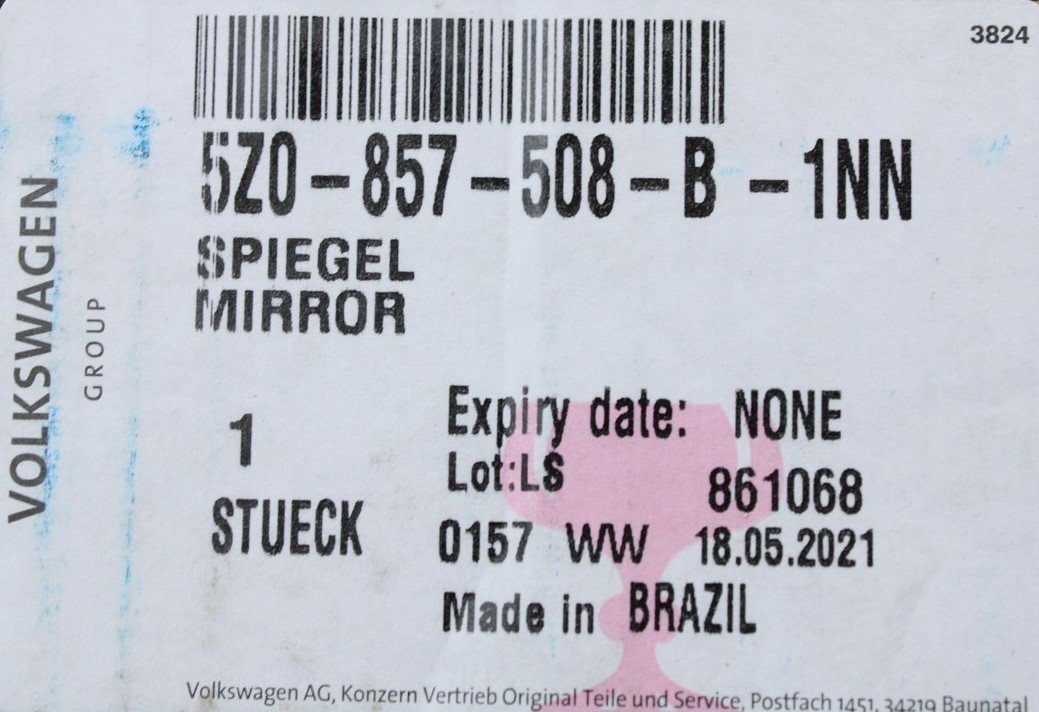 3824
VOLKSWAGEN
GROUP
5Z0-857-508-B -1NN
SPIEGEL
MIRROR
1
STUECK
Expiry date: NONE
Lot:LS 861068
0157 WW 18.05.2021
Made in BRAZIL
Volkswagen AG, Konzern Vertrieb Original Teile und Service, Postfach 1451, 34219 Baunatal